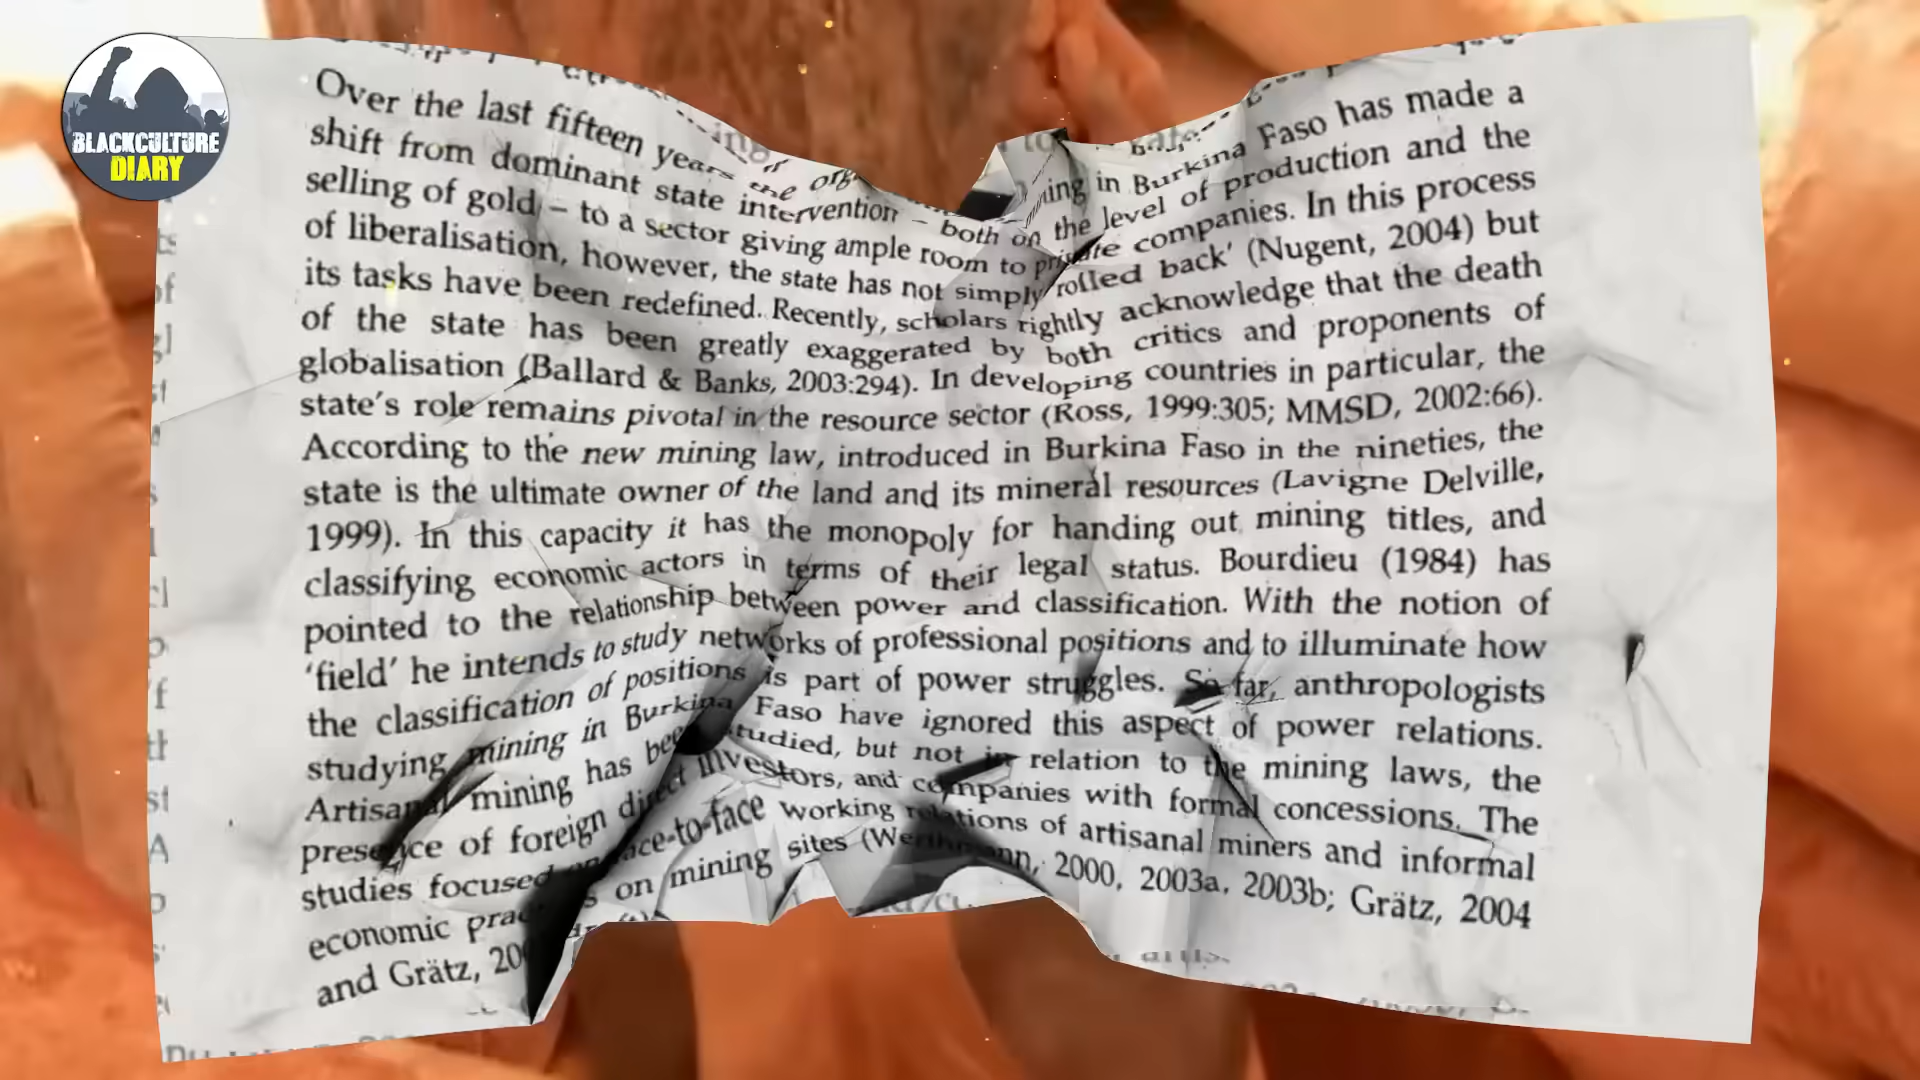 BLACKCULTURE
DIARY
Over the last fifteen years the in Burkina Faso has made a
shift from dominant state intervention – both on the level of production and the
selling of gold – to a sector giving ample room to private companies. In this process
of liberalisation, however, the state has not simply rolled back' (Nugent, 2004) but
its tasks have been redefined. Recently, scholars rightly acknowledge that the death
of the state has been greatly exaggerated by both critics and proponents of
globalisation (Ballard & Banks, 2003:294). In developing countries in particular, the
state's role remains pivotal in the resource sector (Ross, 1999:305; MMSD, 2002:66).
According to the new mining law, introduced in Burkina Faso in the nineties, the
state is the ultimate owner of the land and its mineral resources (Lavigne Delville,
1999). In this capacity it has the monopoly for handing out mining titles, and
classifying economic actors in terms of their legal status. Bourdieu (1984) has
pointed to the relationship between power and classification. With the notion of
'field' he intends to study networks of professional positions and to illuminate how
the classification of positions is part of power struggles. So far, anthropologists
studying mining in Burkina Faso have ignored this aspect of power relations.
Artisanal mining has been studied, but not in relation to the mining laws, the
presence of foreign direct investors, and companies with formal concessions. The
studies focused face-to-face working relations of artisanal miners and informal
economic on mining sites (Werthmann, 2000, 2003a, 2003b; Grätz, 2004
and Grätz,